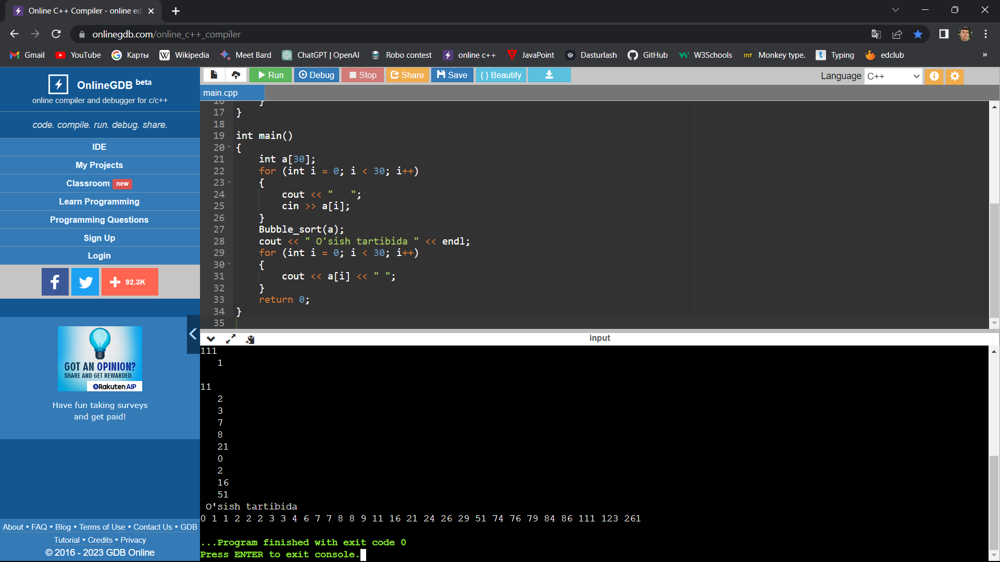 Online C++ Compiler - online ed
onlinegdb.com/online_c++_compiler
Gmail YouTube Карты Wikipedia Meet Bard ChatGPT | OpenAI Robo contest online c++ JavaPoint Dasturlash GitHub W3Schools mt Monkey type. Typing edclub »
OnlineGDB beta
online compiler and debugger for c/c++
code. compile. run. debug. share.
IDE
My Projects
Classroom new
Learn Programming
Programming Questions
Sign Up
Login
92.3K
GOT AN OPINION?
SHARE AND GET REWARDED.
Rakuten AIP
Have fun taking surveys
and get paid!
About • FAQ • Blog • Terms of Use • Contact Us • GDB
Tutorial • Credits • Privacy
© 2016 - 2023 GDB Online
Run Debug Stop Share Save { } Beautify Language C++
main.cpp
16 }
17 }
18
19 int main()
20 {
21 int a[30];
22 for (int i = 0; i < 30; i++)
23 {
24 cout << "   ";
25 cin >> a[i];
26 }
27 Bubble_sort(a);
28 cout << " O'sish tartibida " << endl;
29 for (int i = 0; i < 30; i++)
30 {
31 cout << a[i] << " ";
32 }
33 return 0;
34 }
35
input
111
1
11
2
3
7
8
21
0
2
16
51
O'sish tartibida
0 1 1 2 2 2 3 3 4 6 7 7 8 8 9 11 16 21 24 26 29 51 74 76 79 84 86 111 123 261
...Program finished with exit code 0
Press ENTER to exit console.